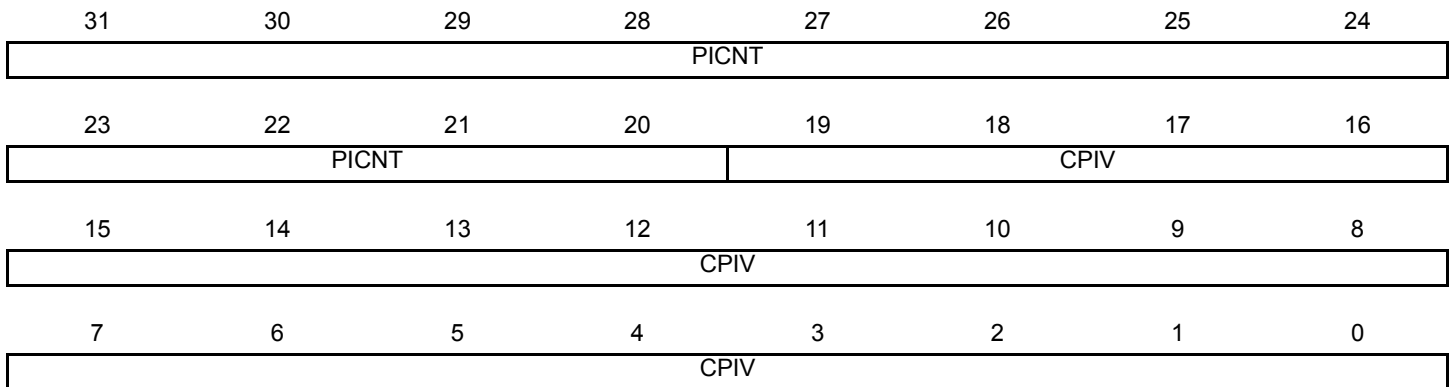 31 30 29 28 27 26 25 24
PICNT
23 22 21 20 19 18 17 16
PICNT CPIV
15 14 13 12 11 10 9 8
CPIV
7 6 5 4 3 2 1 0
CPIV